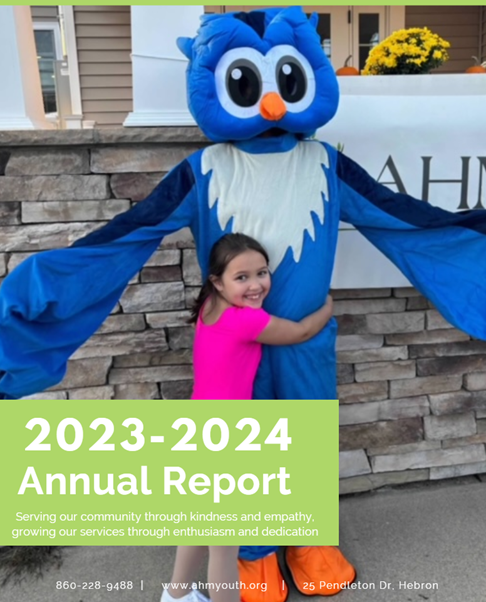 AHM
2023-2024
Annual Report
Serving our community through kindness and empathy,
growing our services through enthusiasm and dedication
860-228-9488 | www.ahmyouth.org | 25 Pendleton Dr, Hebron